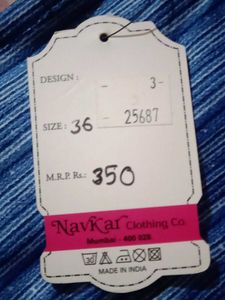 DESIGN : - 3-
- 25687
SIZE : 36
M.R.P. Rs.: 350
NavKar Clothing Co.
Mumbai - 400 028
MADE IN INDIA